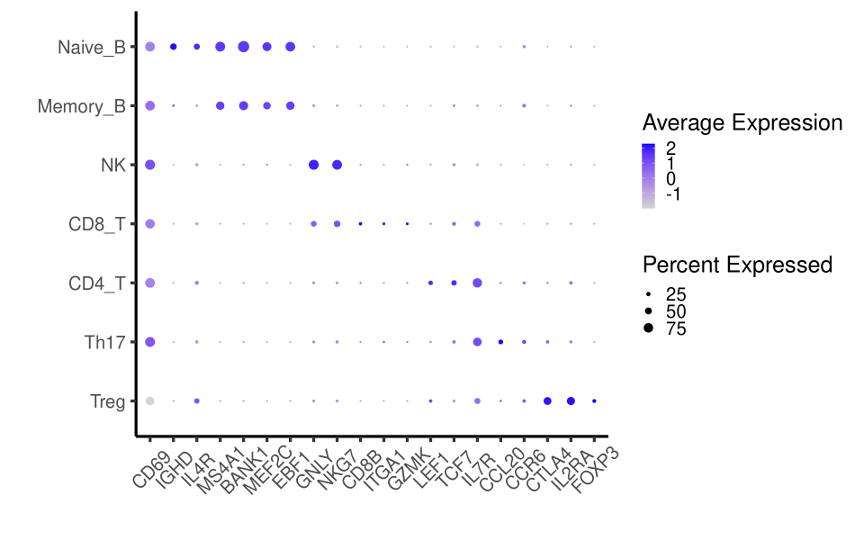 Naive_B
Memory_B
NK
CD8_T
CD4_T
Th17
Treg
CD69
IGHD
IL4R
MS4A1
BANK1
MEF2C
EBF1
GNLY
NKG7
CD8B
ITGA1
GZMK
LEF1
TCF7
IL7R
CCL20
CCR6
CTLA4
IL2RA
FOXP3
Average Expression
2
1
0
-1
Percent Expressed
25
50
75